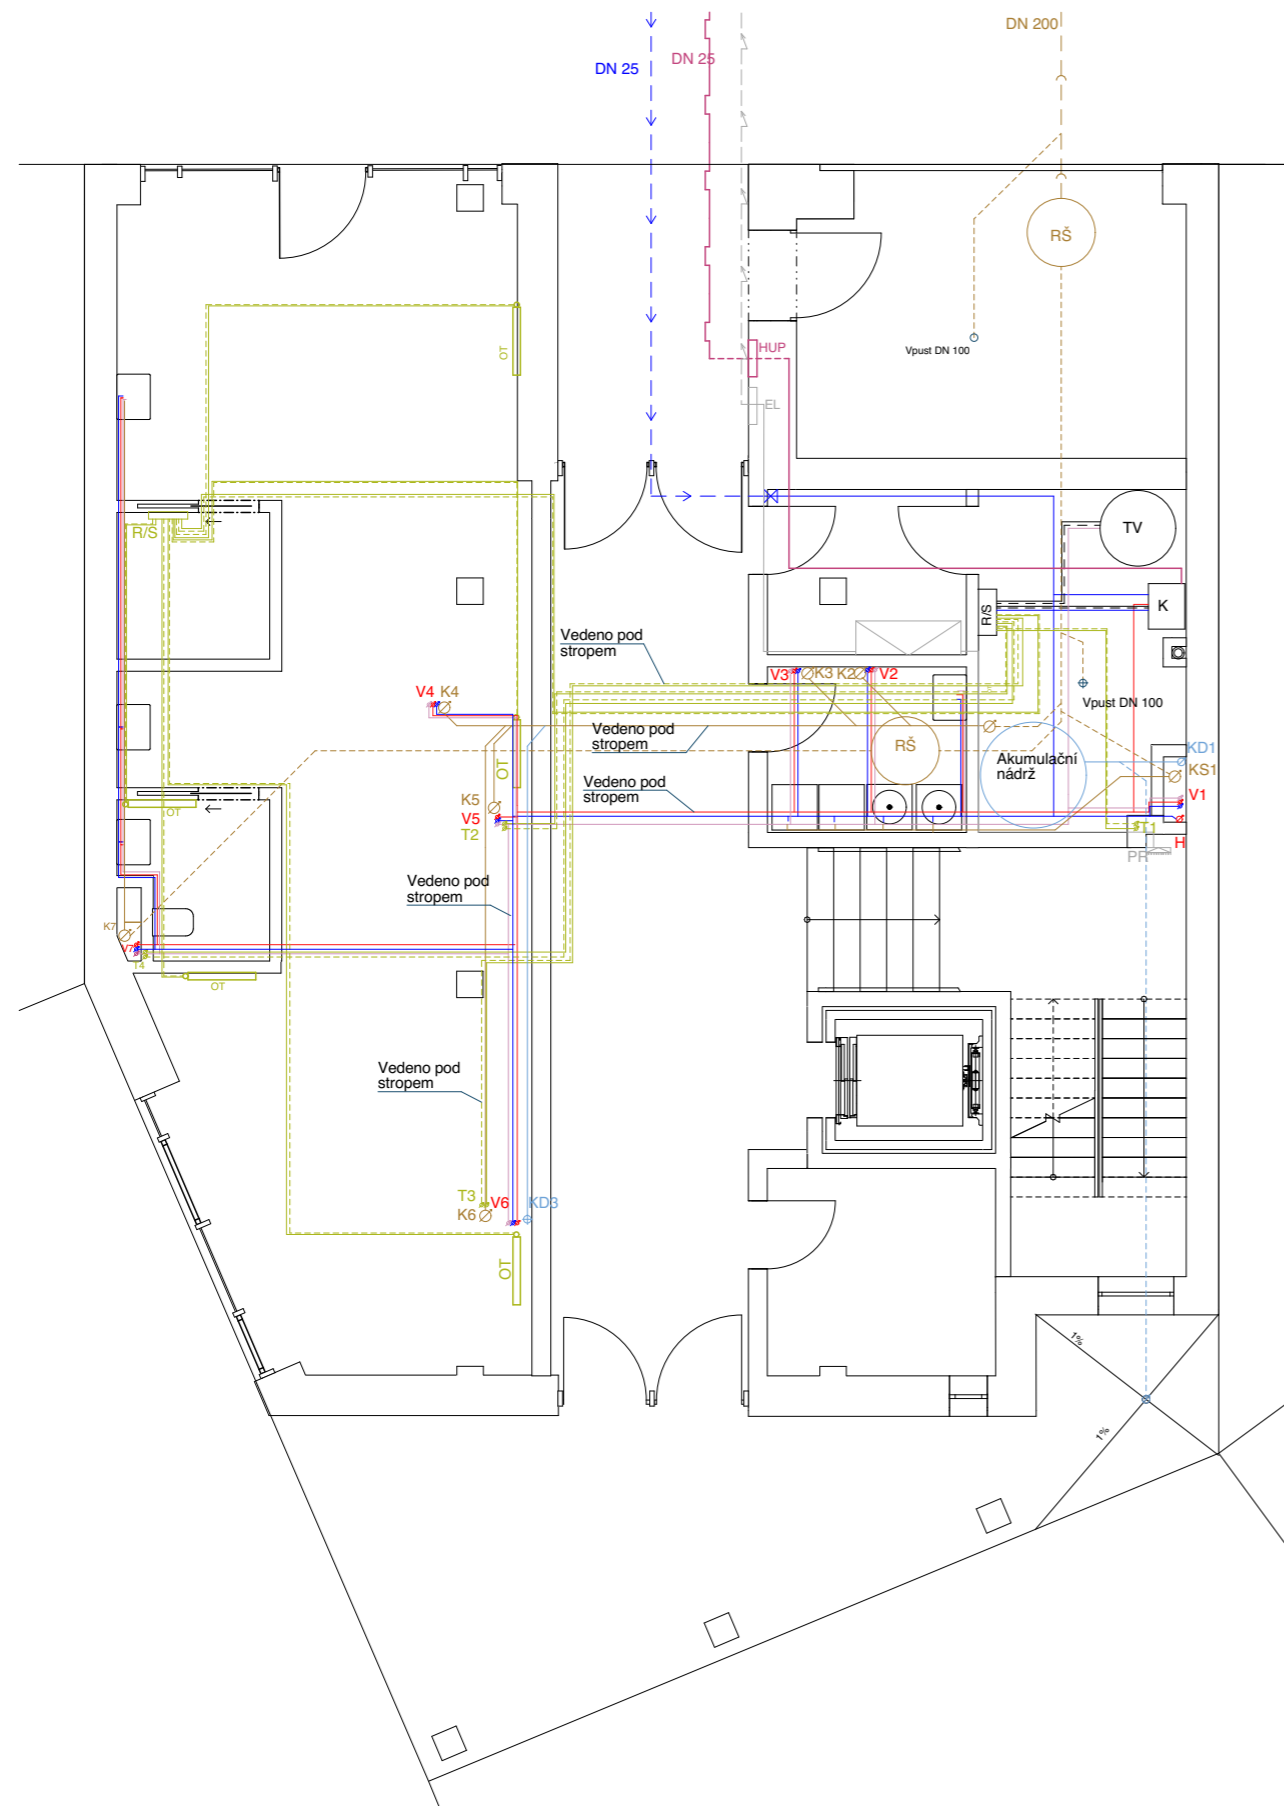 DN 200
DN 25
DN 25
RŠ
Vpust DN 100
HUP
OT
EL
R/S
TV
K
R/S
Vedeno pod
stropem
V3
K3
K2
V2
V4
K4
Vpust DN 100
Vedeno pod
stropem
RŠ
Akumulační
nádrž
KD1
KS1
OT
Vedeno pod
stropem
V1
OT
K5
V5
T2
T1
H
PR
Vedeno pod
stropem
K7
V7
T4
OT
Vedeno pod
stropem
T3
V6
KD3
K6
OT
1%
1%